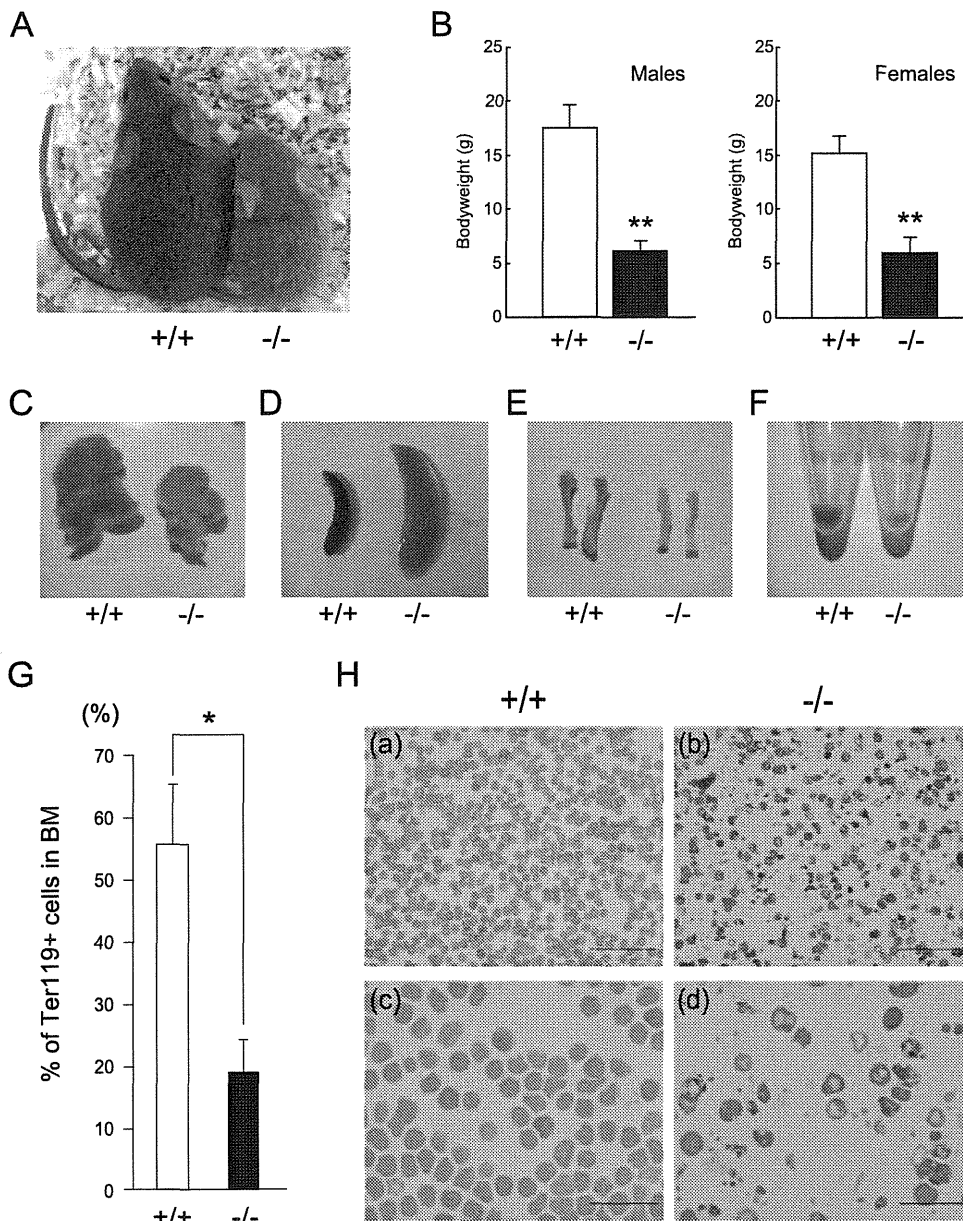 A
+/+ -/-
B
Bodyweight (g)
25
20
15
10
5
0
Males
**
+/+ -/-
Bodyweight (g)
25
20
15
10
5
0
Females
**
+/+ -/-
C
+/+ -/-
D
+/+ -/-
E
+/+ -/-
F
+/+ -/-
G
(%)
% of Ter119+ cells in BM
70
60
50
40
30
20
10
0
*
+/+ -/-
H
+/+ -/-
(a)
(b)
(c)
(d)